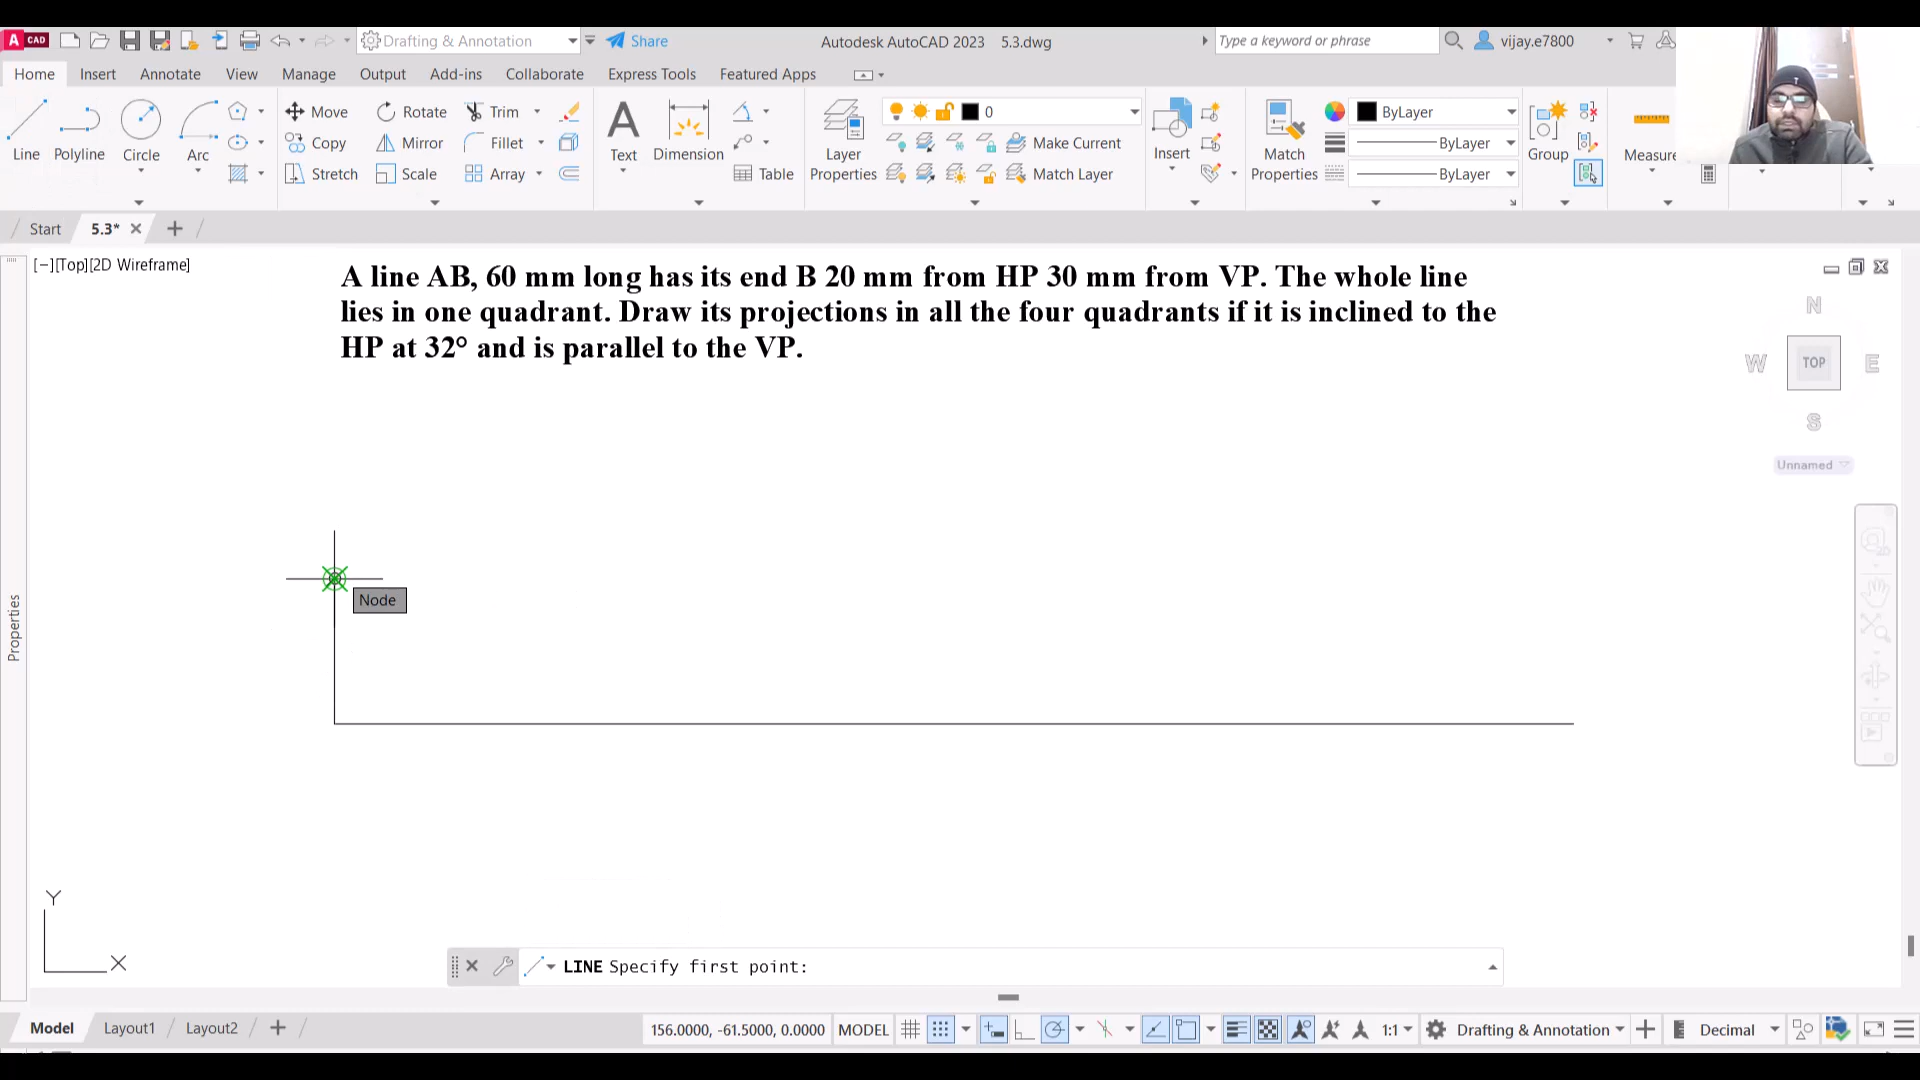 A CAD
Drafting & Annotation
Share
Autodesk AutoCAD 2023 5.3.dwg
Type a keyword or phrase
vijay.e7800
Home Insert Annotate View Manage Output Add-ins Collaborate Express Tools Featured Apps
Move Rotate Trim
0
ByLayer
Copy Mirror Fillet
Make Current
ByLayer
Line Polyline Circle Arc
Text Dimension
Layer
Properties
Insert
Match
Properties
Group
Measure
Stretch Scale Array
Table
Match Layer
ByLayer
Start 5.3*
[−][Top][2D Wireframe]
A line AB, 60 mm long has its end B 20 mm from HP 30 mm from VP. The whole line
lies in one quadrant. Draw its projections in all the four quadrants if it is inclined to the
HP at 32° and is parallel to the VP.
N
W TOP E
S
Unnamed
Node
Properties
Y
X
LINE Specify first point:
Model Layout1 Layout2
156.0000, -61.5000, 0.0000 MODEL
1:1
Drafting & Annotation
Decimal